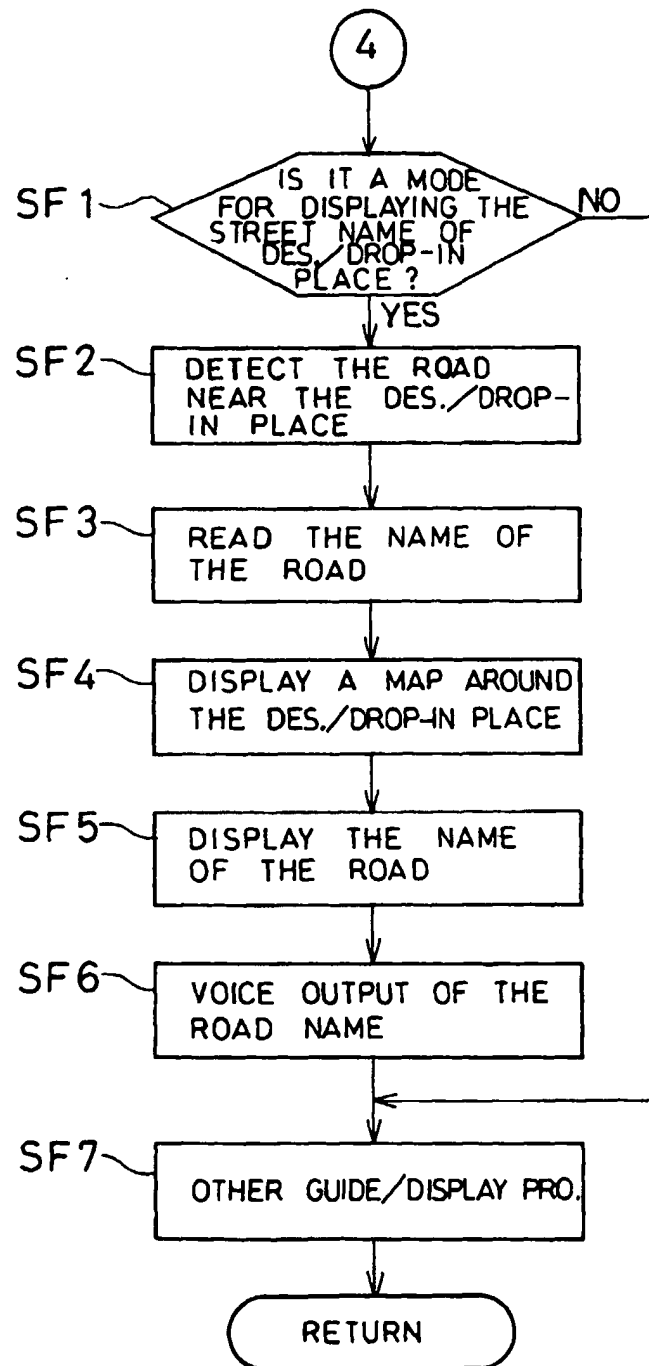 4
SF1
IS IT A MODE
FOR DISPLAYING THE
STREET NAME OF
DES./DROP-IN
PLACE?
NO
YES
SF2
DETECT THE ROAD
NEAR THE DES./DROP-
IN PLACE
SF3
READ THE NAME OF
THE ROAD
SF4
DISPLAY A MAP AROUND
THE DES./DROP-IN PLACE
SF5
DISPLAY THE NAME
OF THE ROAD
SF6
VOICE OUTPUT OF THE
ROAD NAME
SF7
OTHER GUIDE/DISPLAY PRO.
RETURN